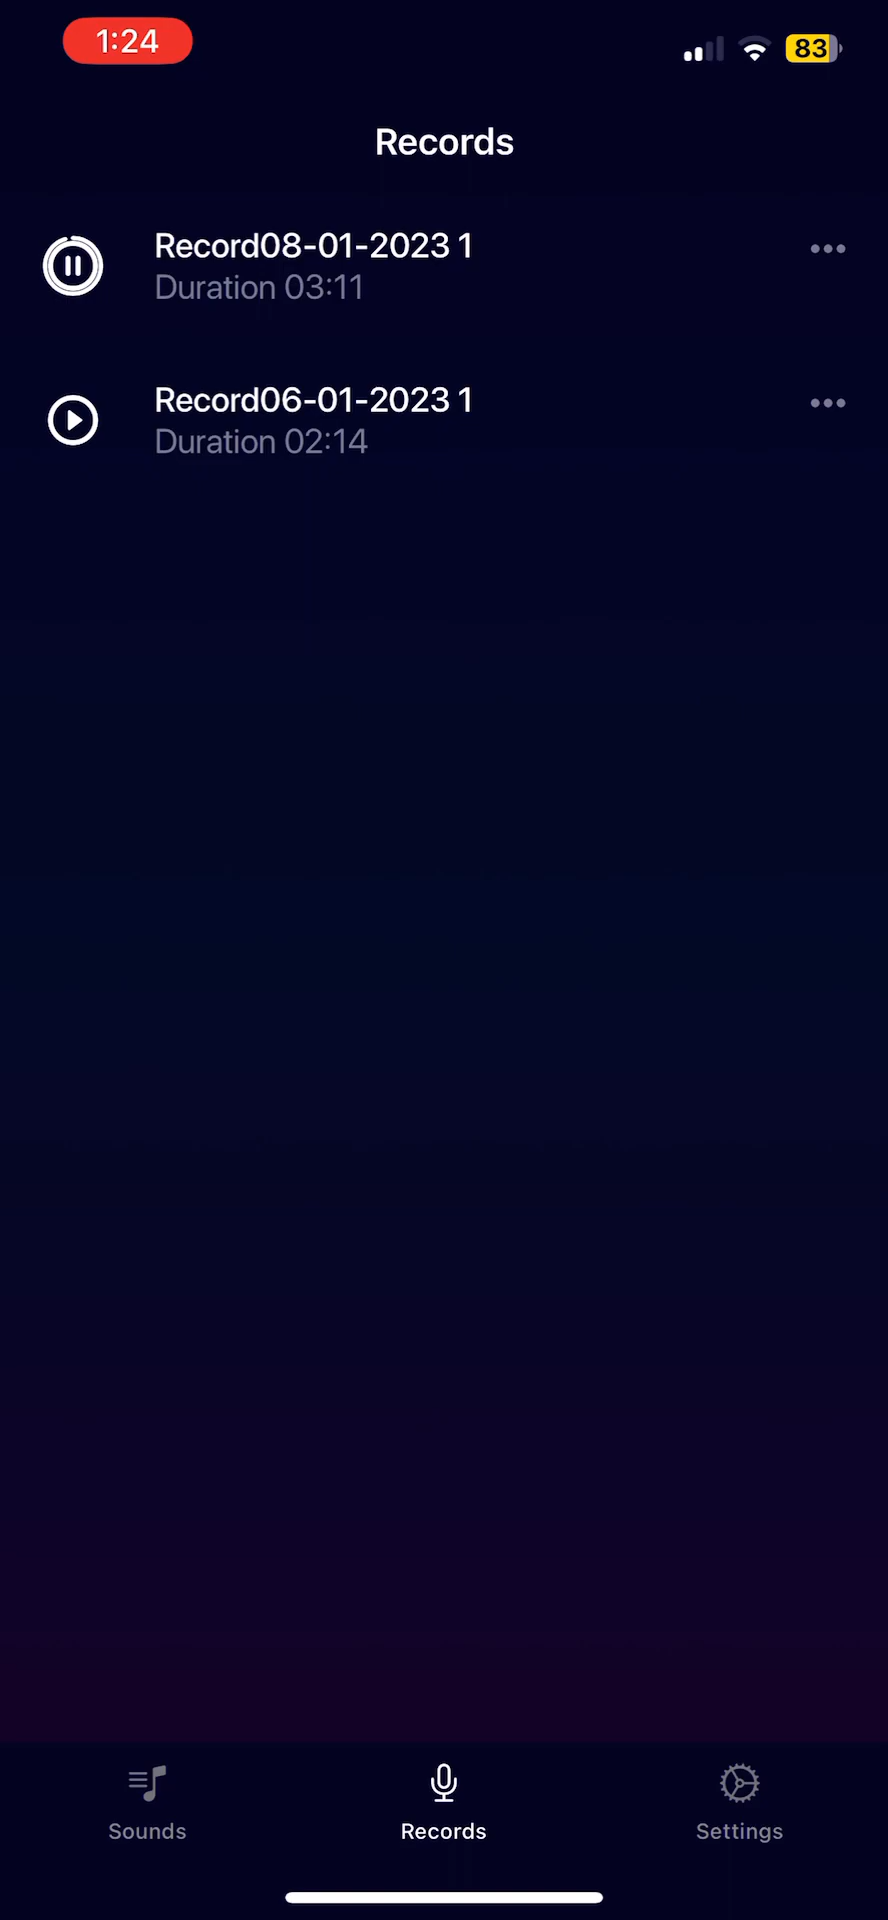 1:24
83
Records
Record08-01-2023 1
Duration 03:11
Record06-01-2023 1
Duration 02:14
Sounds
Records
Settings